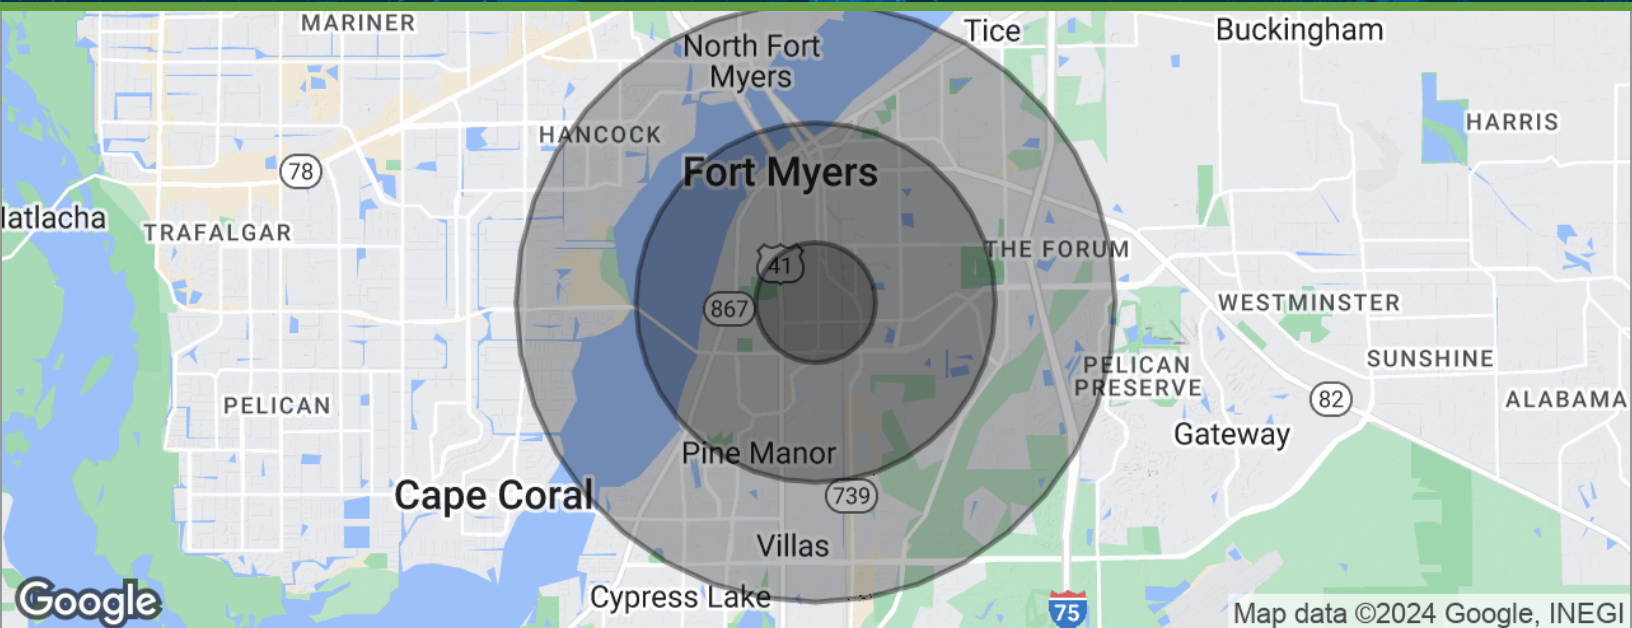 MARINER
North Fort
Myers
Tice
Buckingham
HANCOCK
HARRIS
78
Fort Myers
latlacha
TRAFALGAR
THE FORUM
41
867
WESTMINSTER
PELICAN
PRESERVE
SUNSHINE
PELICAN
82
ALABAMA
Gateway
Pine Manor
Cape Coral
739
Villas
Cypress Lake
75
Google
Map data ©2024 Google, INEGI